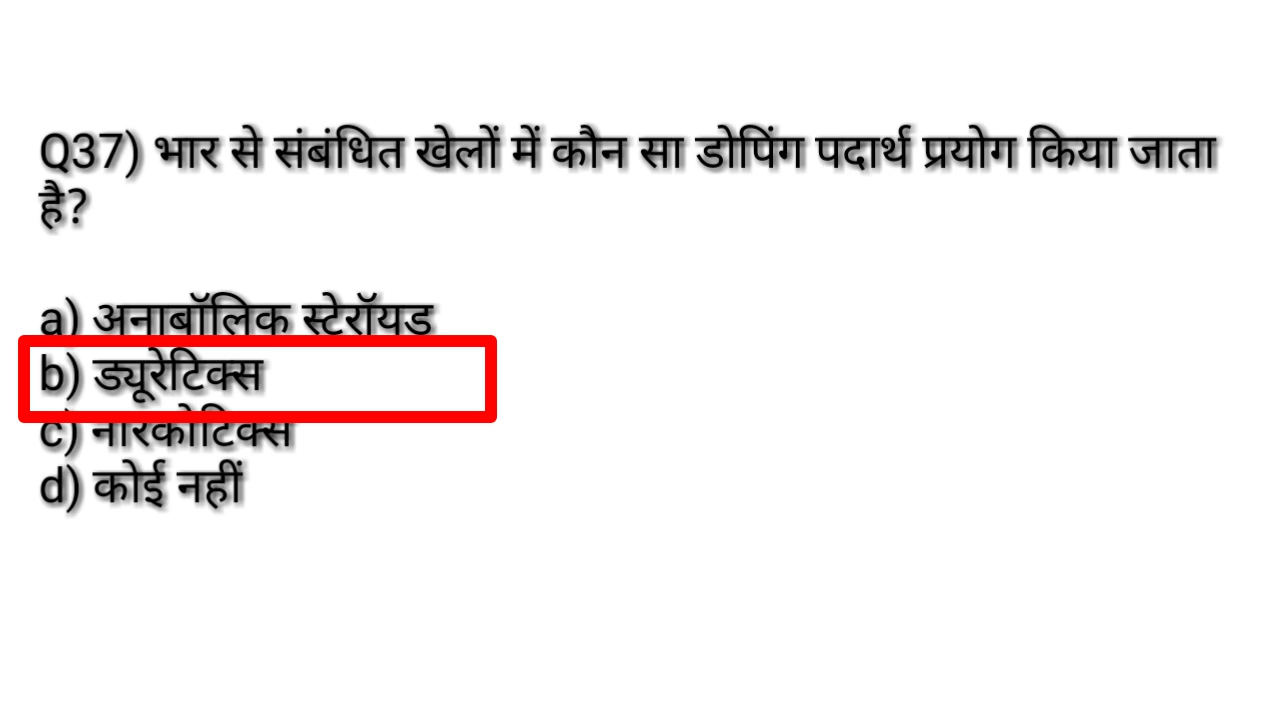 Q37) भार से संबंधित खेलों में कौन सा डोपिंग पदार्थ प्रयोग किया जाता
है?
a) अनाबॉलिक स्टेरॉयड
b) ड्यूरेटिक्स
c) नारकोटिक्स
d) कोई नहीं